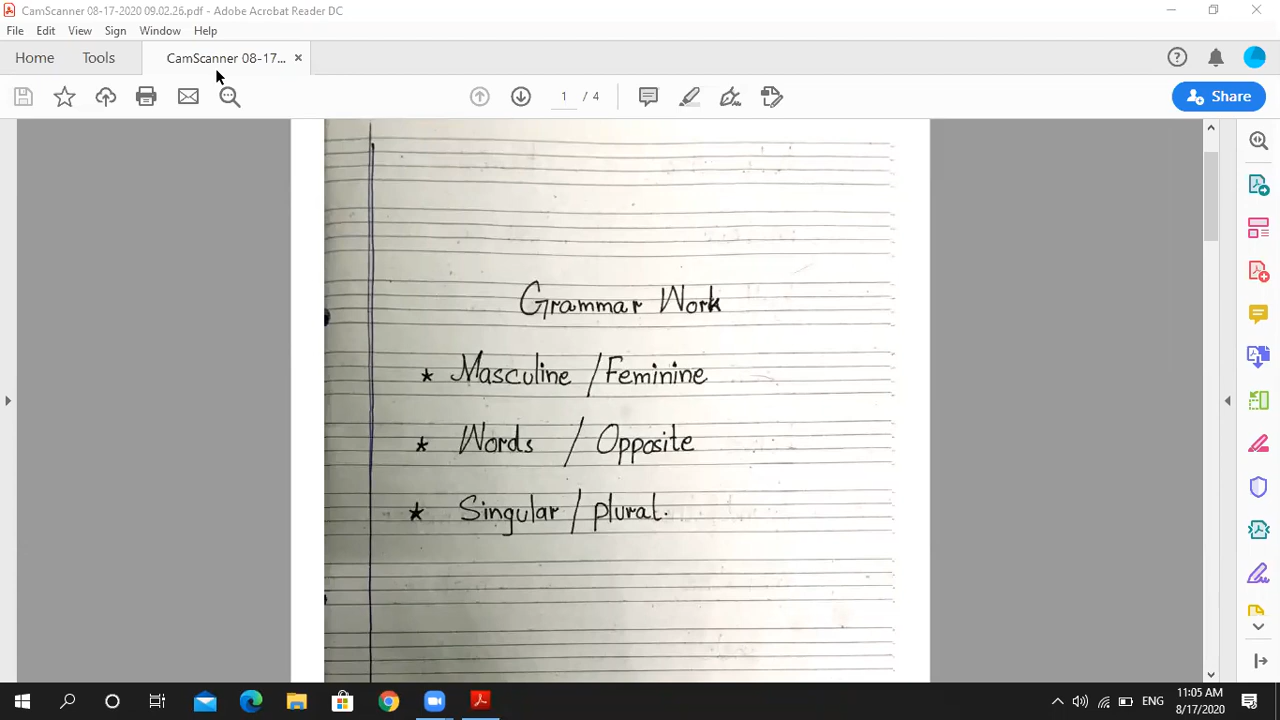 CamScanner 08-17-2020 09.02.26.pdf - Adobe Acrobat Reader DC
File Edit View Sign Window Help
Home Tools CamScanner 08-17... ×
1 / 4 Share
Grammar Work
* Masculine / Feminine
* Words / Opposite
* Singular / plural.
ENG 11:05 AM
8/17/2020